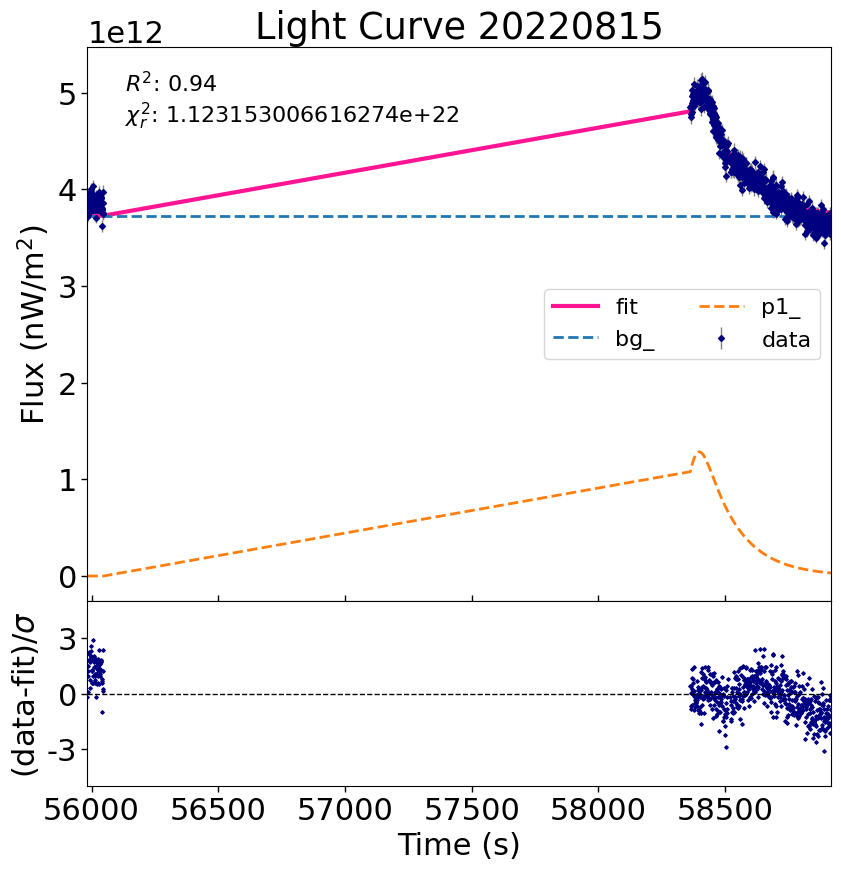 Light Curve 20220815
1e12
R²: 0.94
χ²ᵣ: 1.123153006616274e+22
5
4
3
2
1
0
Flux (nW/m²)
fit
bg_
p1_
data
3
0
-3
(data-fit)/σ
56000 56500 57000 57500 58000 58500
Time (s)